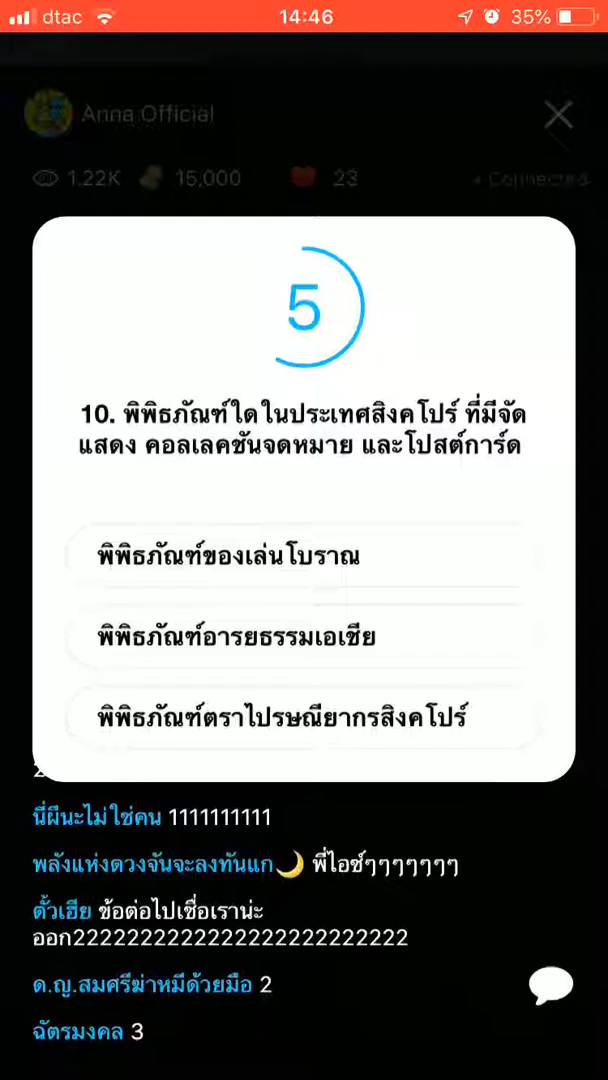 dtac 14:46 35%
Anna Official
1.22K 15,000 23 Connected
5
10. พิพิธภัณฑ์ใดในประเทศสิงคโปร์ ที่มีจัด
แสดง คอลเลคชันจดหมาย และโปสต์การ์ด
พิพิธภัณฑ์ของเล่นโบราณ
พิพิธภัณฑ์อารยธรรมเอเชีย
พิพิธภัณฑ์ตราไปรษณียากรสิงคโปร์
นี่ผีนะไม่ใช่คน 1111111111
พลังแห่งดวงจันจะลงทันแก🌙 พี่ไอซ์ๆๆๆๆๆๆๆ
ตั้วเฮีย ข้อต่อไปเชื่อเราน่ะ
ออก2222222222222222222222222
ด.ญ.สมศรีฆ่าหมีด้วยมือ 2
ฉัตรมงคล 3